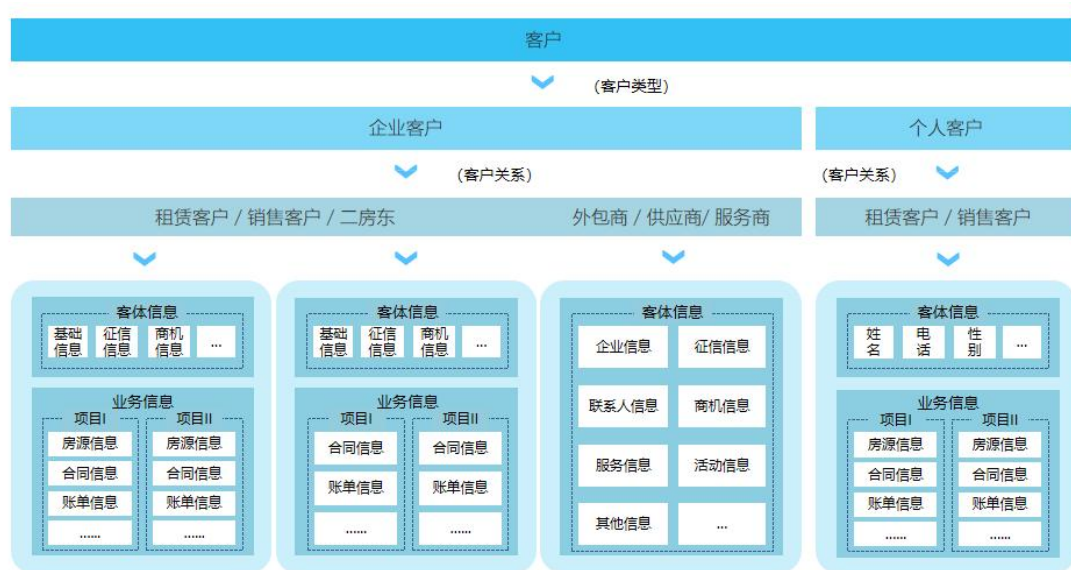 客户
(客户类型)
企业客户
个人客户
(客户关系)
(客户关系)
租赁客户 / 销售客户 / 二房东
外包商 / 供应商/ 服务商
租赁客户 / 销售客户
客体信息
基础
信息
征信
信息
商机
信息
...
业务信息
项目I
项目II
房源信息
房源信息
合同信息
合同信息
账单信息
账单信息
......
......
客体信息
基础
信息
征信
信息
商机
信息
...
业务信息
项目I
项目II
合同信息
合同信息
账单信息
账单信息
......
......
客体信息
企业信息
征信信息
联系人信息
商机信息
服务信息
活动信息
其他信息
...
客体信息
姓
名
电
话
性
别
...
业务信息
项目I
项目II
房源信息
房源信息
合同信息
合同信息
账单信息
账单信息
......
......